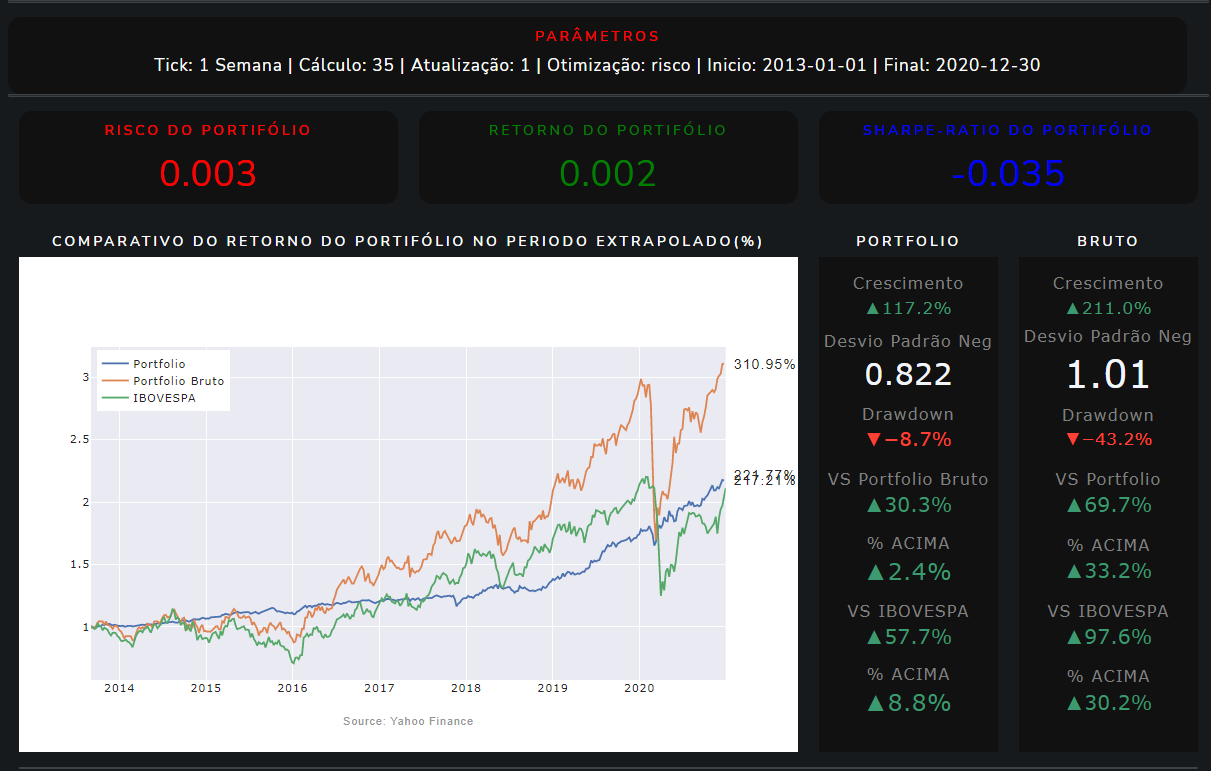 PARÂMETROS
Tick: 1 Semana | Cálculo: 35 | Atualização: 1 | Otimização: risco | Inicio: 2013-01-01 | Final: 2020-12-30
RISCO DO PORTIFÓLIO
0.003
RETORNO DO PORTIFÓLIO
0.002
SHARPE-RATIO DO PORTIFÓLIO
-0.035
COMPARATIVO DO RETORNO DO PORTIFÓLIO NO PERIODO EXTRAPOLADO(%)
Portfolio
Portfolio Bruto
IBOVESPA
310.95%
221.77%
217.21%
3
2.5
2
1.5
1
2014 2015 2016 2017 2018 2019 2020
Source: Yahoo Finance
PORTFOLIO
Crescimento
▲117.2%
Desvio Padrão Neg
0.822
Drawdown
▼−8.7%
VS Portfolio Bruto
▲30.3%
% ACIMA
▲2.4%
VS IBOVESPA
▲57.7%
% ACIMA
▲8.8%
BRUTO
Crescimento
▲211.0%
Desvio Padrão Neg
1.01
Drawdown
▼−43.2%
VS Portfolio
▲69.7%
% ACIMA
▲33.2%
VS IBOVESPA
▲97.6%
% ACIMA
▲30.2%